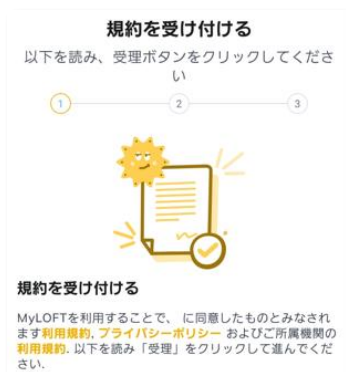 規約を受け付ける
以下を読み、受理ボタンをクリックしてくださ
い
1 2 3
規約を受け付ける
MyLOFTを利用することで、 に同意したものとみなされ
ます利用規約, プライバシーポリシー およびご所属機関の
利用規約. 以下を読み「受理」をクリックして進んでくだ
さい.